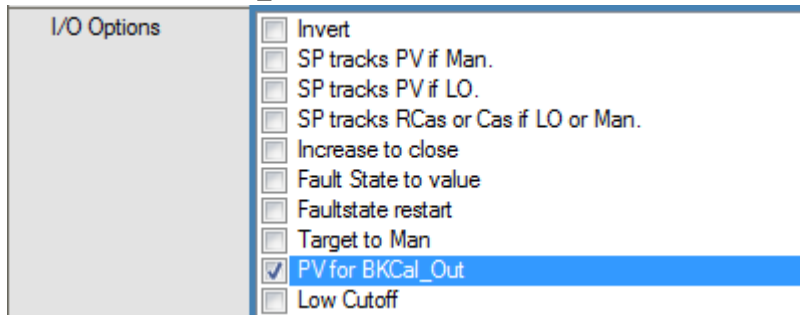 I/O Options
Invert
SP tracks PV if Man.
SP tracks PV if LO.
SP tracks RCas or Cas if LO or Man.
Increase to close
Fault State to value
Faultstate restart
Target to Man
PV for BKCal_Out
Low Cutoff